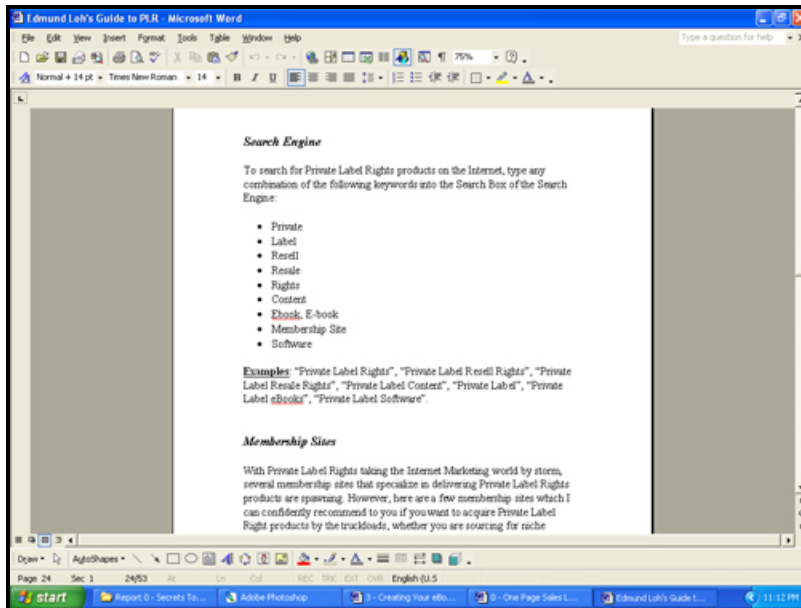 Edmund Loh's Guide to PLR - Microsoft Word
File Edit View Insert Format Tools Table Window Help
Type a question for help
75%
Normal + 14 pt Times New Roman 14 B I U
Search Engine
To search for Private Label Rights products on the Internet, type any
combination of the following keywords into the Search Box of the Search
Engine:
• Private
• Label
• Resell
• Resale
• Rights
• Content
• Ebook, E-book
• Membership Site
• Software
Examples: “Private Label Rights”, “Private Label Resell Rights”, “Private
Label Resale Rights”, “Private Label Content”, “Private Label”, “Private
Label eBooks”, “Private Label Software”.
Membership Sites
With Private Label Rights taking the Internet Marketing world by storm,
several membership sites that specialize in delivering Private Label Rights
products are spawning. However, here are a few membership sites which I
can confidently recommend to you if you want to acquire Private Label
Right products by the truckloads, whether you are sourcing for niche
Draw AutoShapes
Page 24 Sec 1 24/53 At Ln Col REC TRK EXT OVR English (U.S
start Report 0 - Secrets To... Adobe Photoshop 3 - Creating Your eBo... 0 - One Page Sales L... Edmund Loh's Guide t... 11:12 PM